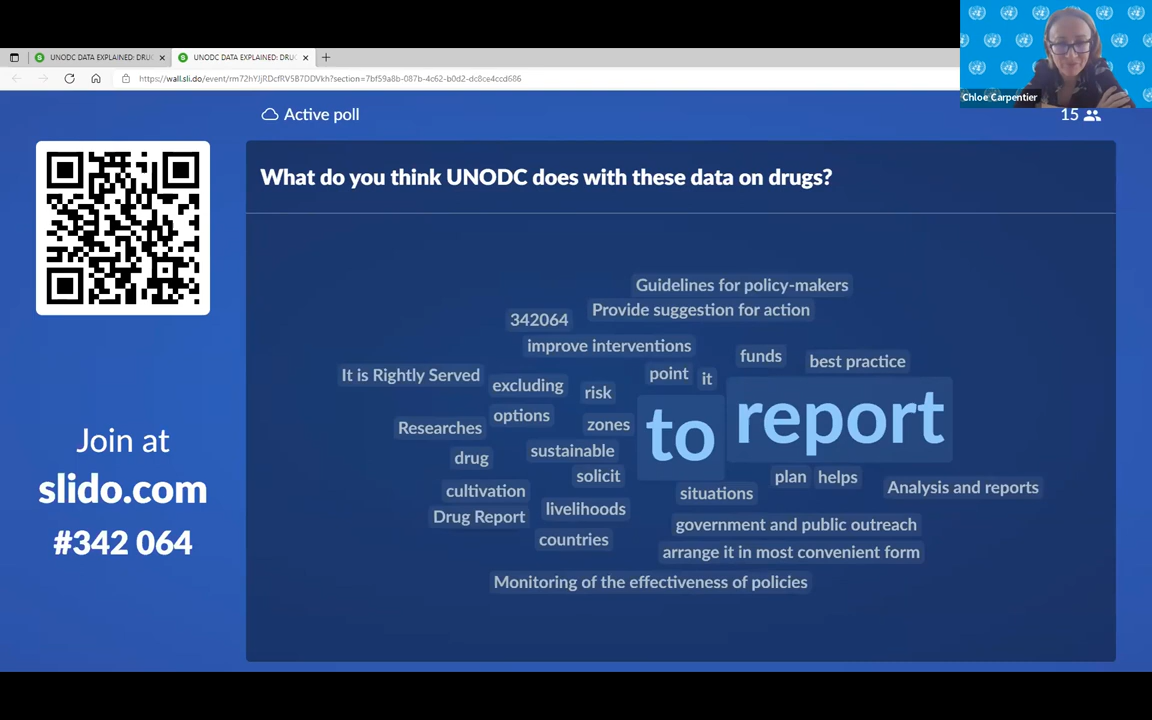 UNODC DATA EXPLAINED: DRUG
UNODC DATA EXPLAINED: DRUG
https://wall.sli.do/event/rm72hYJjRDcfRV5B7DDVkh?section=7bf59a8b-087b-4c62-b0d2-dc8ce4ccd686
Chloe Carpentier
Active poll
15
What do you think UNODC does with these data on drugs?
Guidelines for policy-makers
Provide suggestion for action
342064
improve interventions
funds
best practice
point
it
It is Rightly Served
excluding
risk
options
zones
to
report
Researches
drug
sustainable
solicit
plan
helps
cultivation
situations
Analysis and reports
Drug Report
livelihoods
government and public outreach
countries
arrange it in most convenient form
Monitoring of the effectiveness of policies
Join at
slido.com
#342 064